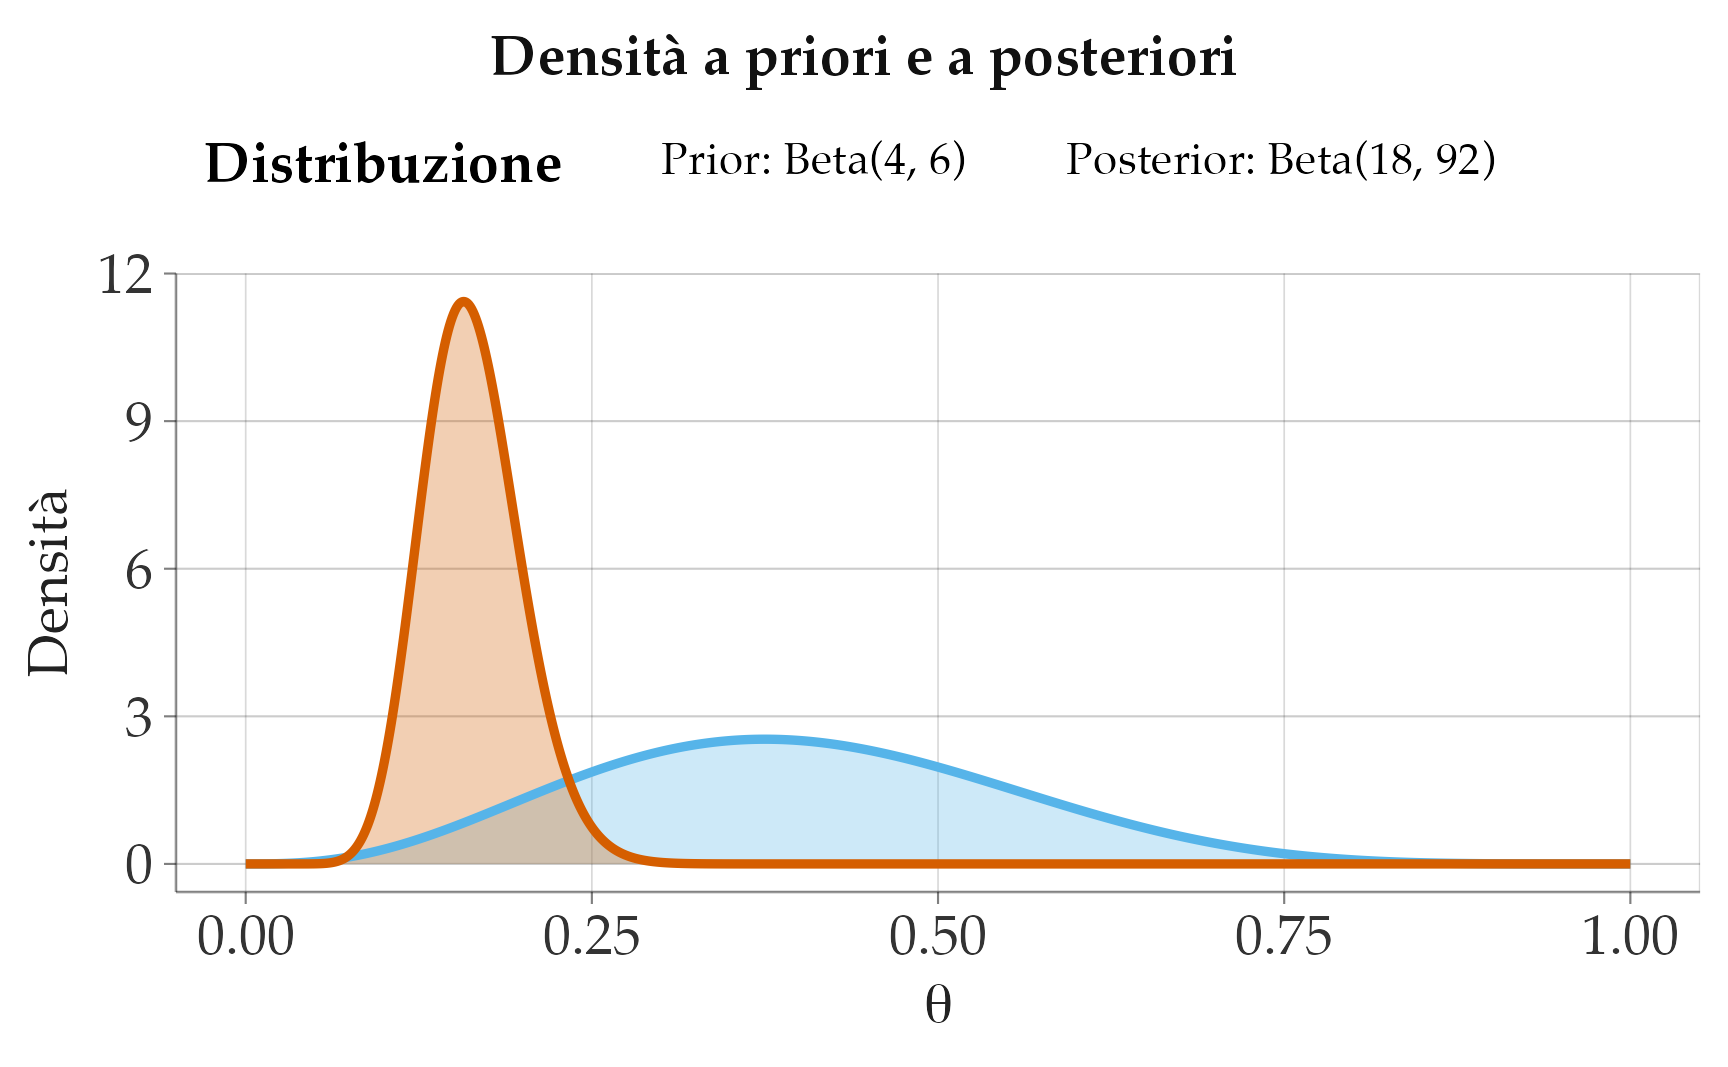 Densità a priori e a posteriori
Distribuzione Prior: Beta(4, 6) Posterior: Beta(18, 92)
12
9
6
3
0
Densità
0.00 0.25 0.50 0.75 1.00
θ